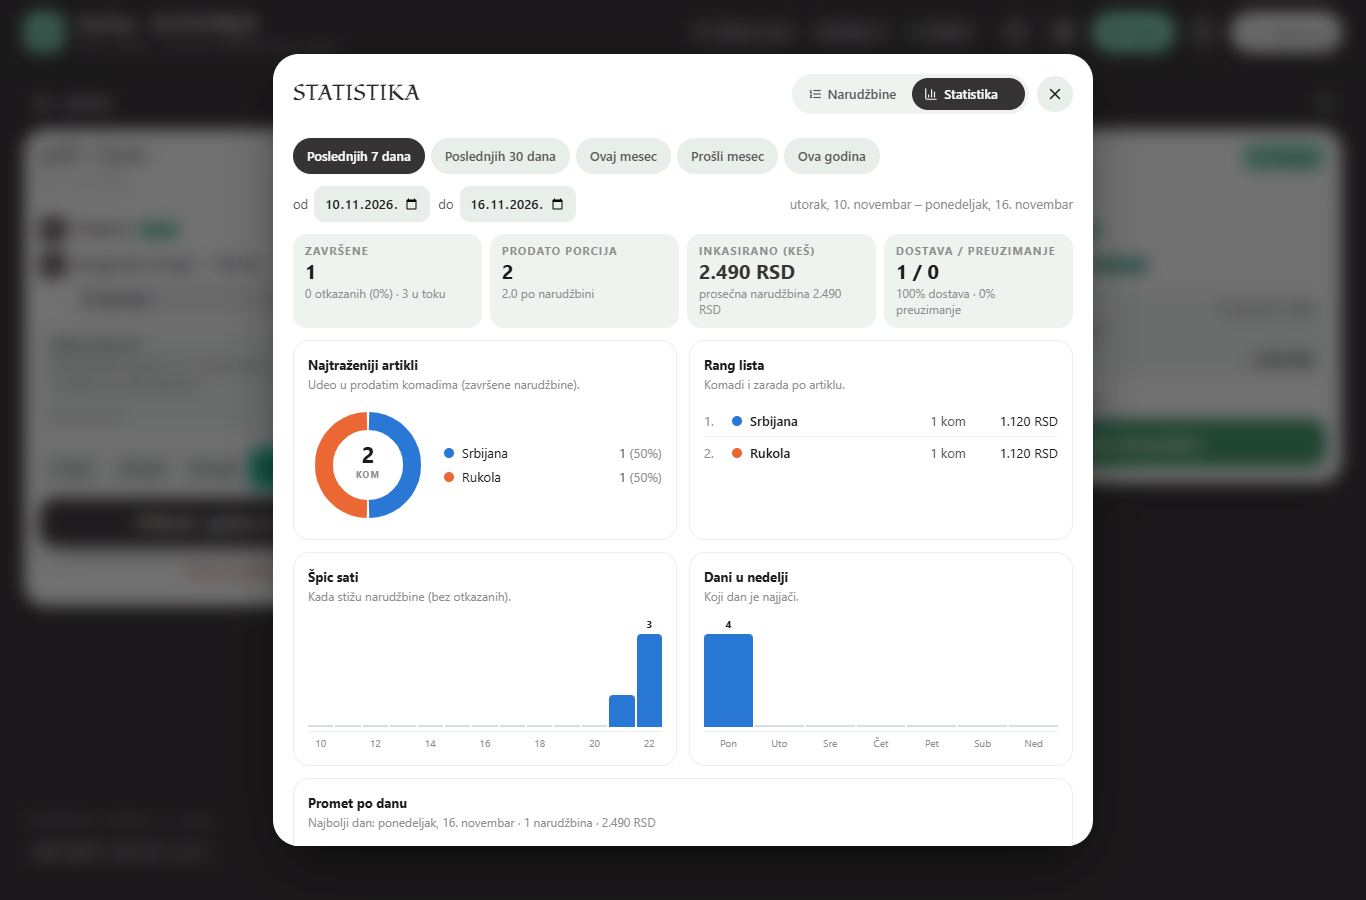 STATISTIKA
Narudžbine
Statistika
Poslednjih 7 dana
Poslednjih 30 dana
Ovaj mesec
Prošli mesec
Ova godina
od 10.11.2026. do 16.11.2026.
utorak, 10. novembar – ponedeljak, 16. novembar
ZAVRŠENE
1
0 otkazanih (0%) · 3 u toku
PRODATO PORCIJA
2
2.0 po narudžbini
INKASIRANO (KEŠ)
2.490 RSD
prosečna narudžbina 2.490
RSD
DOSTAVA / PREUZIMANJE
1 / 0
100% dostava · 0%
preuzimanje
Najtraženiji artikli
Udeo u prodatim komadima (završene narudžbine).
2
KOM
Srbijana 1 (50%)
Rukola 1 (50%)
Rang lista
Komadi i zarada po artiklu.
1. Srbijana 1 kom 1.120 RSD
2. Rukola 1 kom 1.120 RSD
Špic sati
Kada stižu narudžbine (bez otkazanih).
3
10 12 14 16 18 20 22
Dani u nedelji
Koji dan je najjači.
4
Pon Uto Sre Čet Pet Sub Ned
Promet po danu
Najbolji dan: ponedeljak, 16. novembar · 1 narudžbina · 2.490 RSD